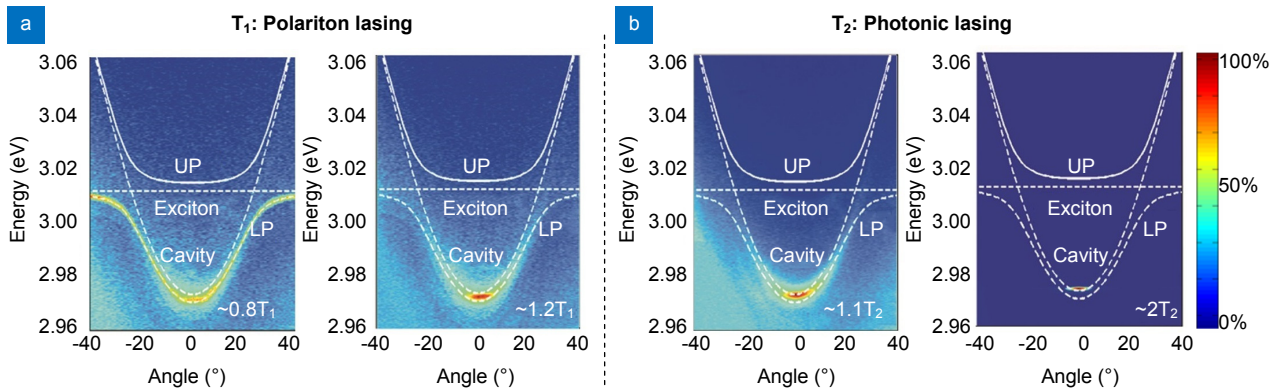 a
T₁: Polariton lasing
b
T₂: Photonic lasing
3.06
3.04
3.02
3.00
2.98
2.96
Energy (eV)
UP
Exciton
LP
Cavity
~0.8T₁
-40
-20
0
20
40
Angle (°)
3.06
3.04
3.02
3.00
2.98
2.96
Energy (eV)
UP
Exciton
LP
Cavity
~1.2T₁
-40
-20
0
20
40
Angle (°)
3.06
3.04
3.02
3.00
2.98
2.96
Energy (eV)
UP
Exciton
LP
Cavity
~1.1T₂
-40
-20
0
20
40
Angle (°)
3.06
3.04
3.02
3.00
2.98
2.96
Energy (eV)
UP
Exciton
LP
Cavity
~2T₂
-40
-20
0
20
40
Angle (°)
100%
50%
0%